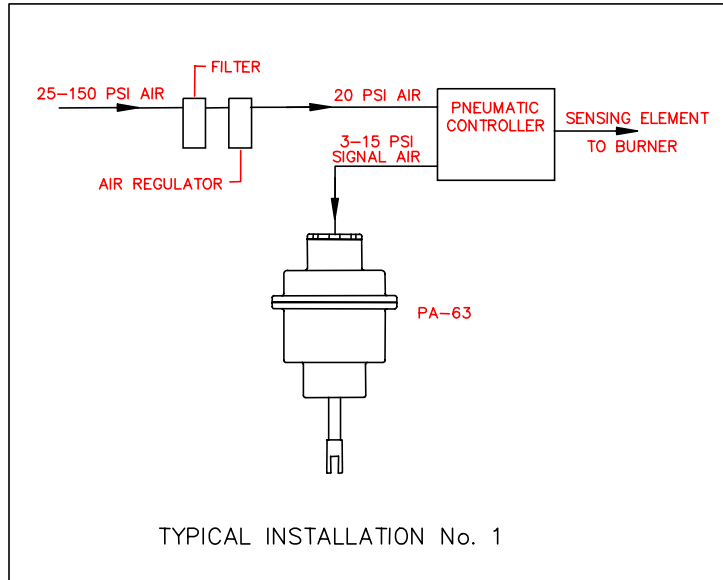 FILTER
25-150 PSI AIR
20 PSI AIR
PNEUMATIC
CONTROLLER
SENSING ELEMENT
TO BURNER
3-15 PSI
SIGNAL AIR
AIR REGULATOR
PA-63
TYPICAL INSTALLATION No. 1